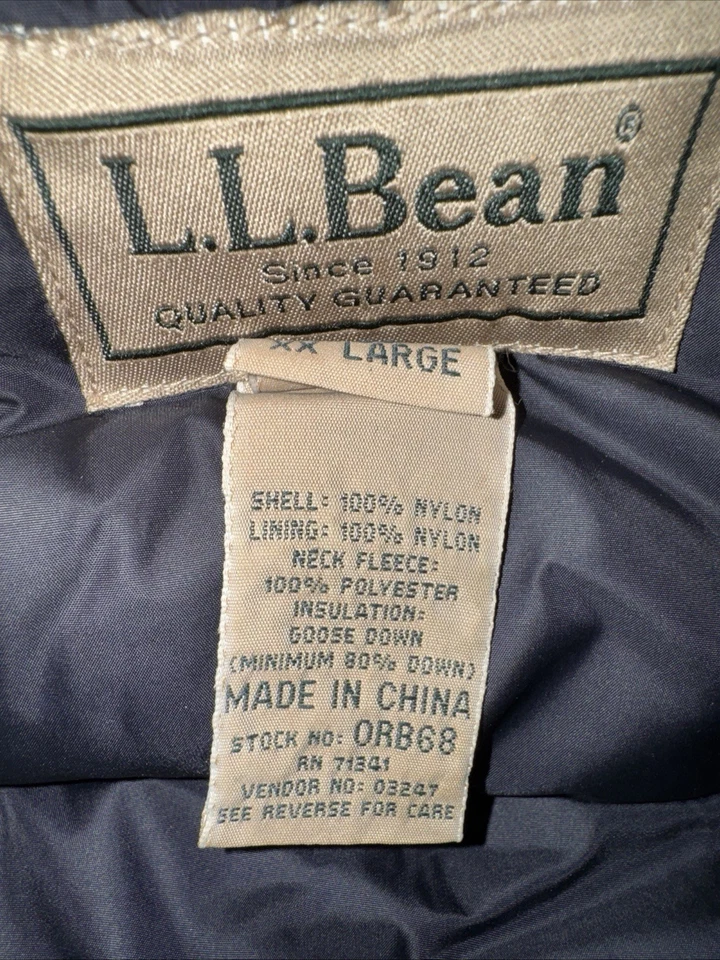 L.L.Bean®
Since 1912
QUALITY GUARANTEED
XX LARGE
SHELL: 100% NYLON
LINING: 100% NYLON
NECK FLEECE:
100% POLYESTER
INSULATION:
GOOSE DOWN
(MINIMUM 80% DOWN)
MADE IN CHINA
STOCK NO: ORB68
RN 71341
VENDOR NO: 03247
SEE REVERSE FOR CARE